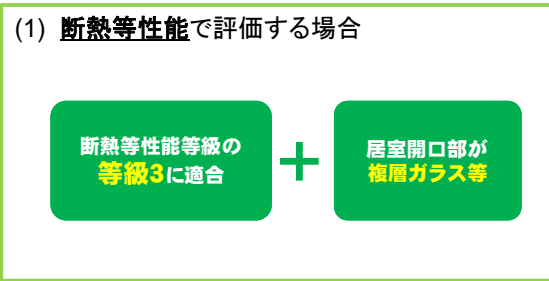 (1) 断熱等性能で評価する場合
断熱等性能等級の
等級3に適合
+
居室開口部が
複層ガラス等